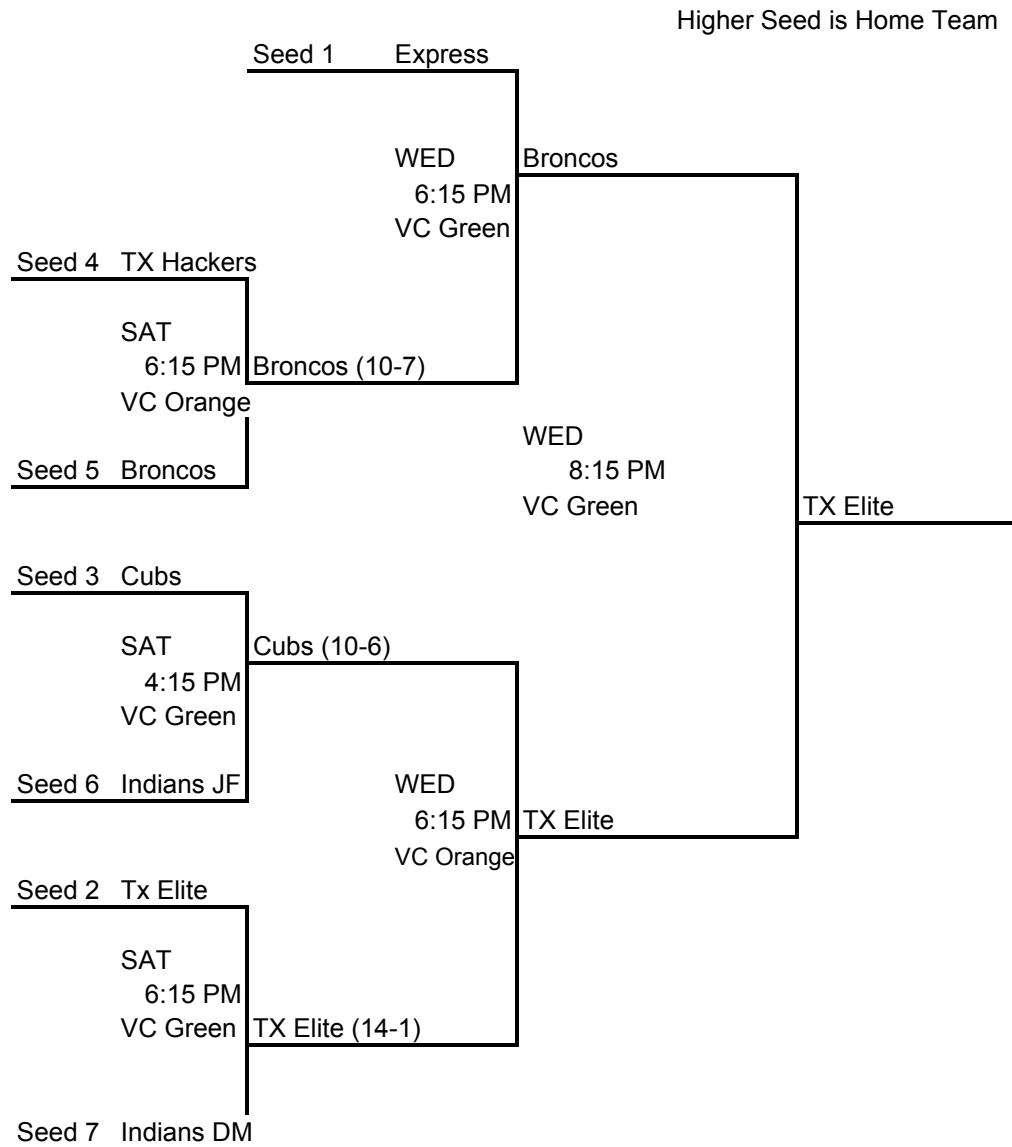 Higher Seed is Home Team
Seed 1 Express
WED Broncos
6:15 PM
VC Green
Seed 4 TX Hackers
SAT
6:15 PM Broncos (10-7)
VC Orange
WED
Seed 5 Broncos 8:15 PM
VC Green TX Elite
Seed 3 Cubs
SAT Cubs (10-6)
4:15 PM
VC Green
Seed 6 Indians JF WED
6:15 PM TX Elite
VC Orange
Seed 2 Tx Elite
SAT
6:15 PM
VC Green TX Elite (14-1)
Seed 7 Indians DM